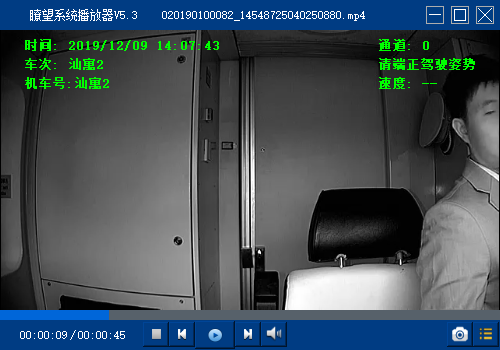 瞭望系统播放器V5.3 020190100082_14548725040250880.mp4
时间: 2019/12/09 14:07:43 通道: 0
车次: 汕寓2 请端正驾驶姿势
机车号:汕寓2 速度: --
00:00:09/00:00:45